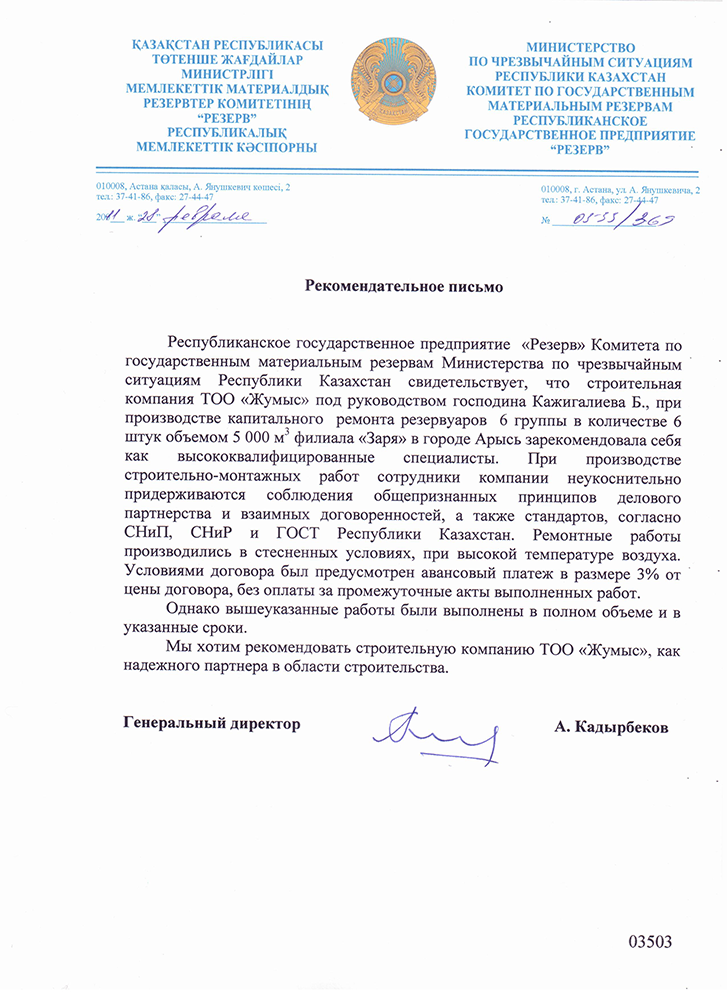 ҚАЗАҚСТАН РЕСПУБЛИКАСЫ
ТӨТЕНШЕ ЖАҒДАЙЛАР
МИНИСТРЛІГІ
МЕМЛЕКЕТТІК МАТЕРИАЛДЫҚ
РЕЗЕРВТЕР КОМИТЕТІНІҢ
“РЕЗЕРВ”
РЕСПУБЛИКАЛЫҚ
МЕМЛЕКЕТТІК КӘСІПОРНЫ
МИНИСТЕРСТВО
ПО ЧРЕЗВЫЧАЙНЫМ СИТУАЦИЯМ
РЕСПУБЛИКИ КАЗАХСТАН
КОМИТЕТ ПО ГОСУДАРСТВЕННЫМ
МАТЕРИАЛЬНЫМ РЕЗЕРВАМ
РЕСПУБЛИКАНСКОЕ
ГОСУДАРСТВЕННОЕ ПРЕДПРИЯТИЕ
“РЕЗЕРВ”
010008, Астана қаласы, А. Янушкевич көшесі, 2
тел.: 37-41-86, факс: 27-44-47
2011 ж. "28" февраля
010008, г. Астана, ул. А. Янушкевича, 2
тел.: 37-41-86, факс: 27-44-47
№
Рекомендательное письмо
Республиканское государственное предприятие «Резерв» Комитета по
государственным материальным резервам Министерства по чрезвычайным
ситуациям Республики Казахстан свидетельствует, что строительная
компания ТОО «Жумыс» под руководством господина Кажигалиева Б., при
производстве капитального ремонта резервуаров 6 группы в количестве 6
штук объемом 5 000 м³ филиала «Заря» в городе Арысь зарекомендовала себя
как высококвалифицированные специалисты. При производстве
строительно-монтажных работ сотрудники компании неукоснительно
придерживаются соблюдения общепризнанных принципов делового
партнерства и взаимных договоренностей, а также стандартов, согласно
СНиП, СНиР и ГОСТ Республики Казахстан. Ремонтные работы
производились в стесненных условиях, при высокой температуре воздуха.
Условиями договора был предусмотрен авансовый платеж в размере 3% от
цены договора, без оплаты за промежуточные акты выполненных работ.
Однако вышеуказанные работы были выполнены в полном объеме и в
указанные сроки.
Мы хотим рекомендовать строительную компанию ТОО «Жумыс», как
надежного партнера в области строительства.
Генеральный директор
А. Кадырбеков
03503